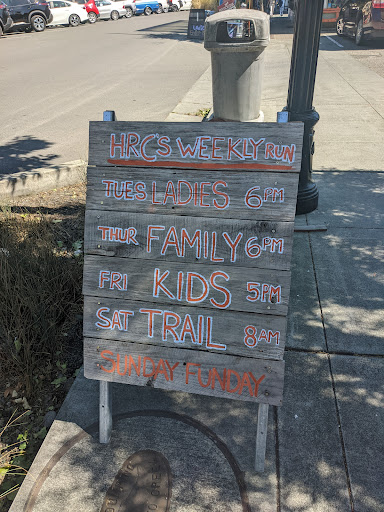 HRC'S WEEKLY RUN
TUES LADIES 6PM
THUR FAMILY 6PM
FRI KIDS 5PM
SAT TRAIL 8AM
SUNDAY FUNDAY